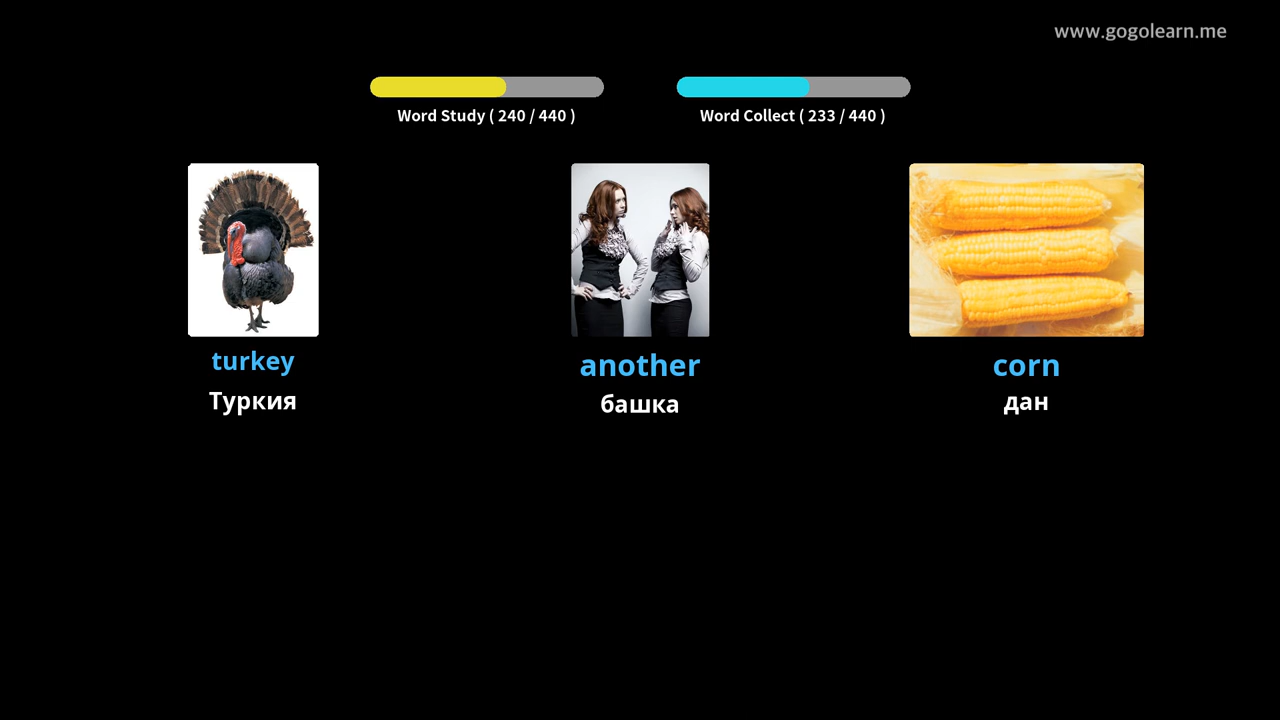 www.gogolearn.me
Word Study ( 240 / 440 )
Word Collect ( 233 / 440 )
turkey
Туркия
another
башка
corn
дан